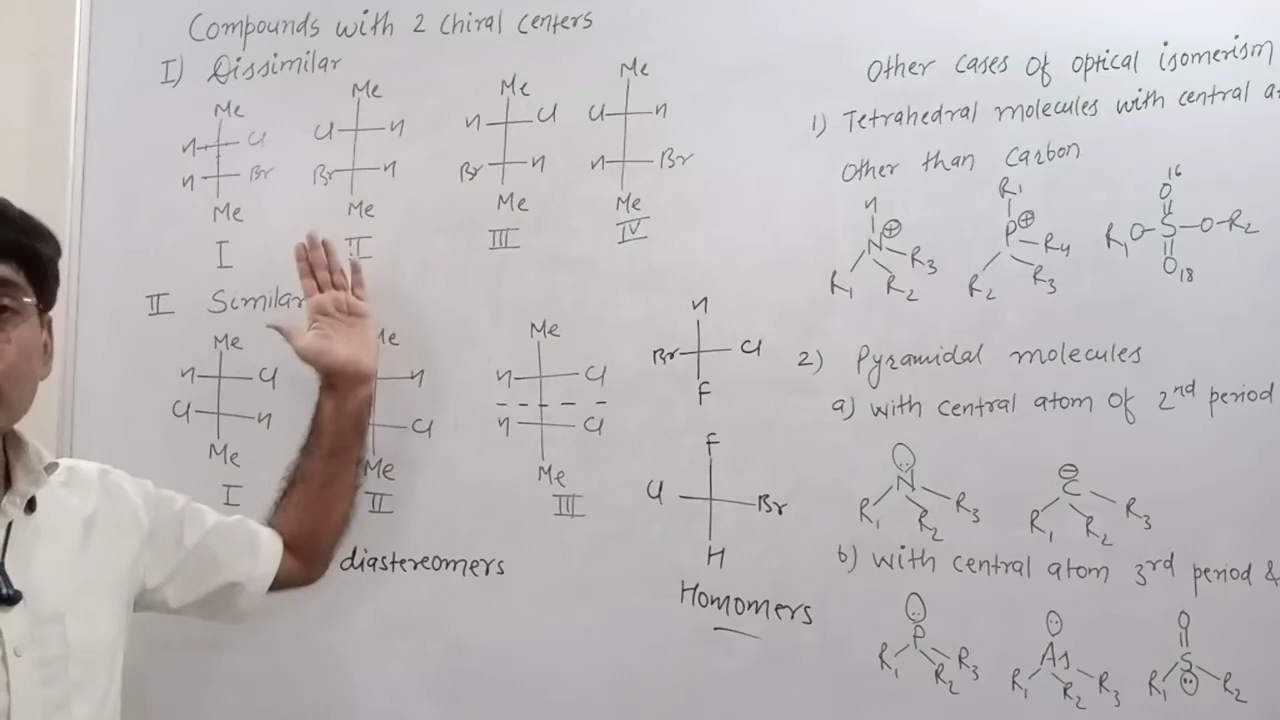 Compounds with 2 chiral centers
I) Dissimilar
Me Me Me Me
H Cl Cl H H Cl Cl H
H Br Br H Br H H Br
Me Me Me Me
I II III IV
II Similar
Me Me Me
H Cl H H Cl
Cl H Cl H Cl
Me Me Me
I II III
diastereomers
H
Br Cl
F
F
Cl Br
H
Homomers
Other cases of optical isomerism
1) Tetrahedral molecules with central a
Other than Carbon
H R1 O16
N⊕ P⊕ R1O-S-O-R2
R1 R2 R3 R2 R3 R4 O18
2) Pyramidal molecules
a) with central atom of 2nd period
N C⊖
R1 R2 R3 R1 R2 R3
b) with central atom 3rd period &
P As O
R1 R2 R3 R1 R2 R3 R1 S R2